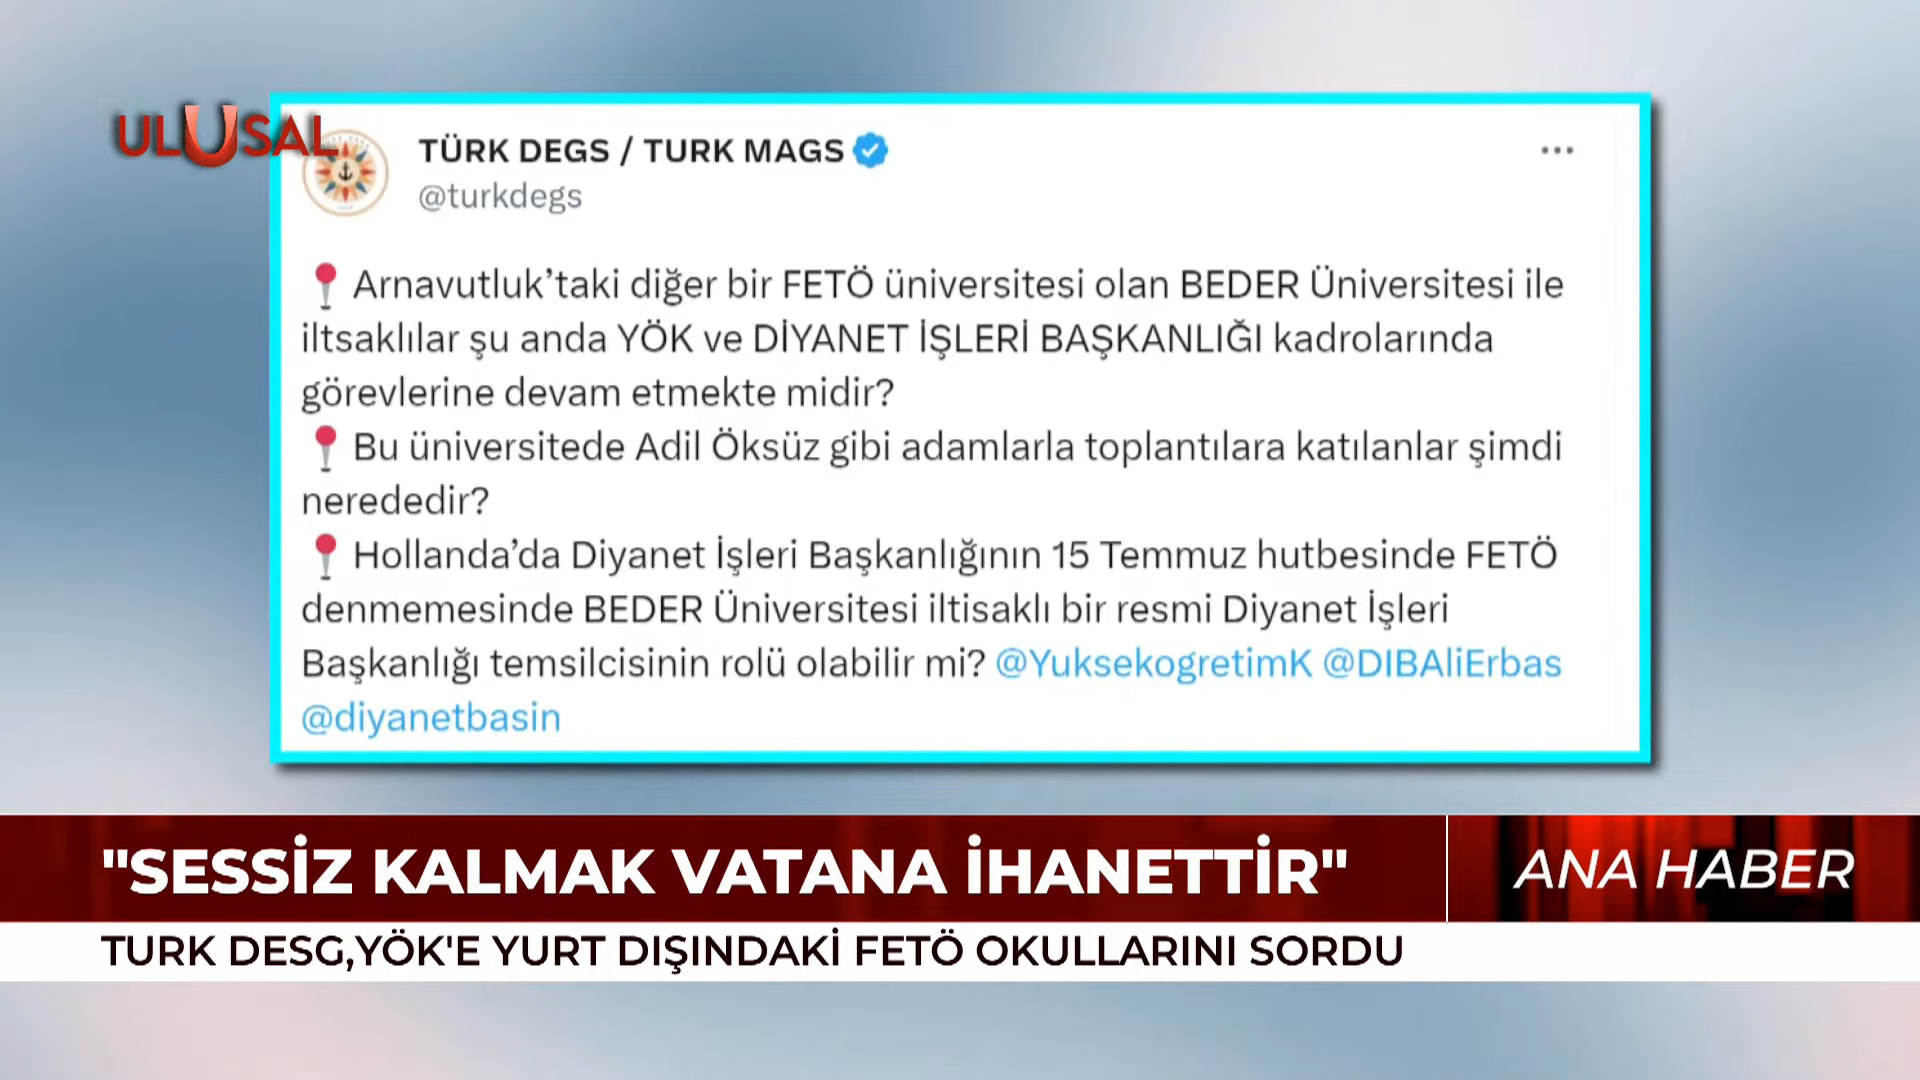 ULUSAL
TÜRK DEGS / TURK MAGS
@turkdegs
Arnavutluk’taki diğer bir FETÖ üniversitesi olan BEDER Üniversitesi ile
iltsaklılar şu anda YÖK ve DİYANET İŞLERİ BAŞKANLIĞI kadrolarında
görevlerine devam etmekte midir?
Bu üniversitede Adil Öksüz gibi adamlarla toplantılara katılanlar şimdi
nerededir?
Hollanda’da Diyanet İşleri Başkanlığının 15 Temmuz hutbesinde FETÖ
denmemesinde BEDER Üniversitesi iltisaklı bir resmi Diyanet İşleri
Başkanlığı temsilcisinin rolü olabilir mi? @YuksekogretimK @DIBAliErbas
@diyanetbasin
"SESSİZ KALMAK VATANA İHANETTİR"
ANA HABER
TURK DESG,YÖK'E YURT DIŞINDAKİ FETÖ OKULLARINI SORDU